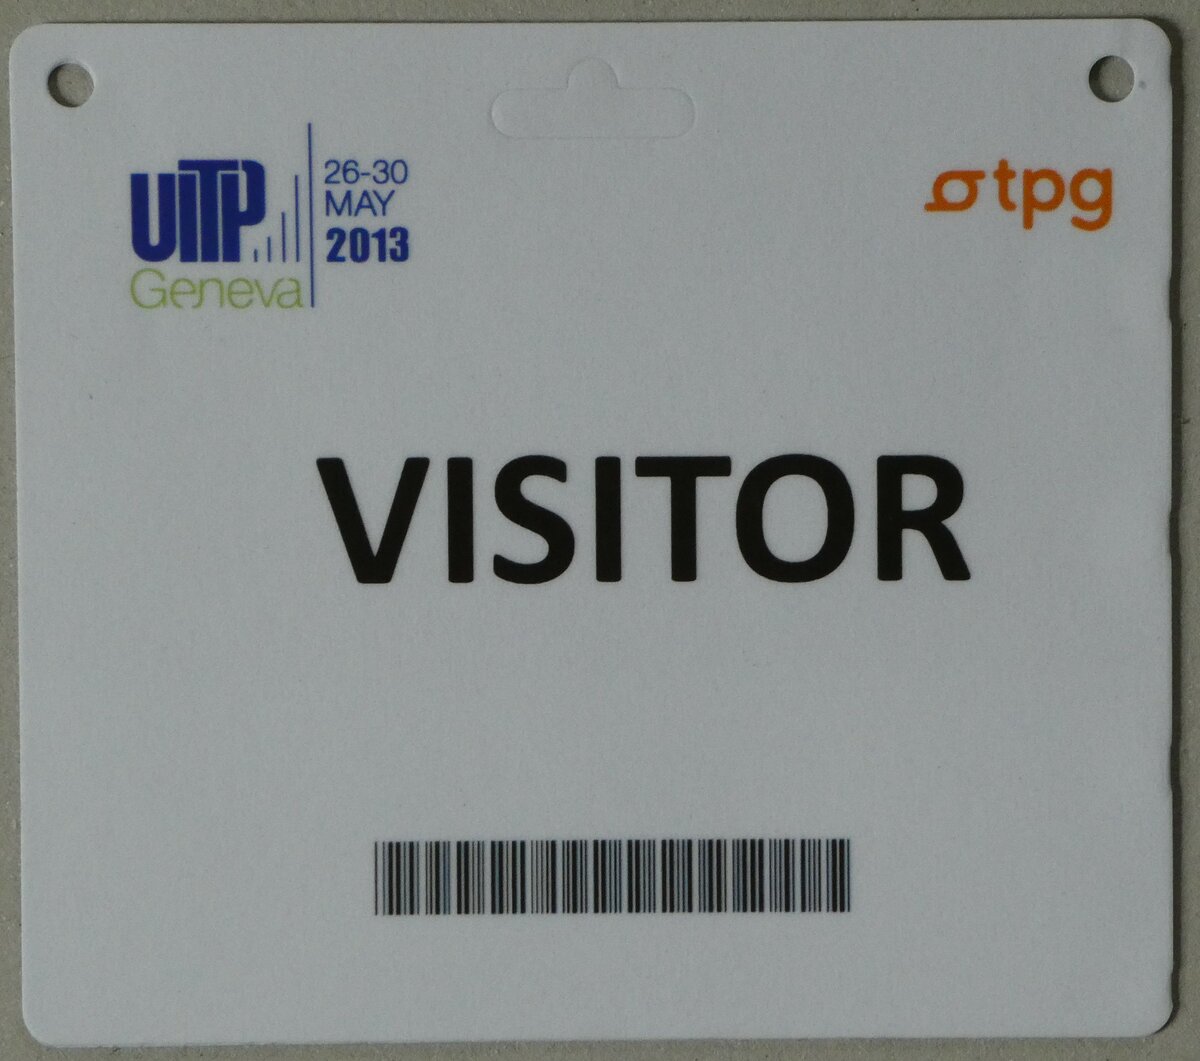 UITP
Geneva
26-30
MAY
2013
tpg
VISITOR